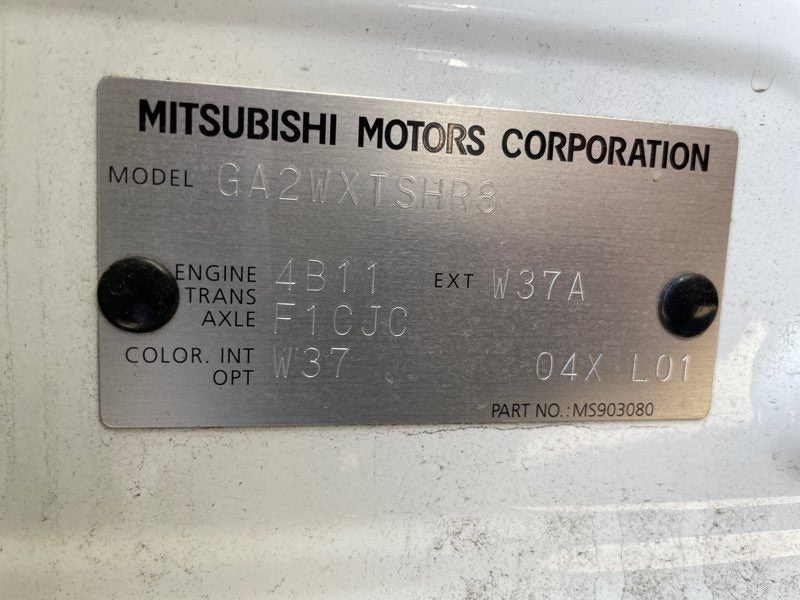 MITSUBISHI MOTORS CORPORATION
MODEL GA2WXTSHR8
ENGINE 4B11 EXT W37A
TRANS
AXLE F1CJC
COLOR. INT W37 04X L01
OPT
PART NO.:MS903080